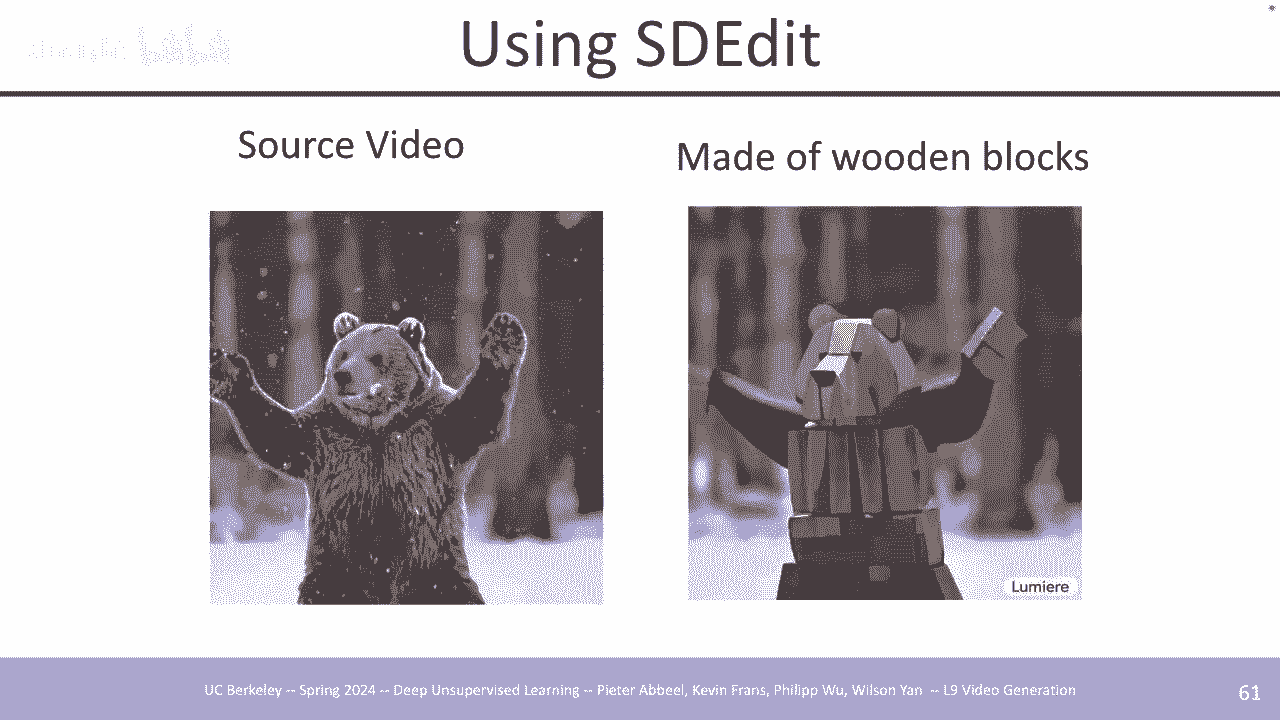 Using SDEdit
Source Video
Made of wooden blocks
Lumiere
UC Berkeley -- Spring 2024 -- Deep Unsupervised Learning -- Pieter Abbeel, Kevin Frans, Philipp Wu, Wilson Yan -- L9 Video Generation
61